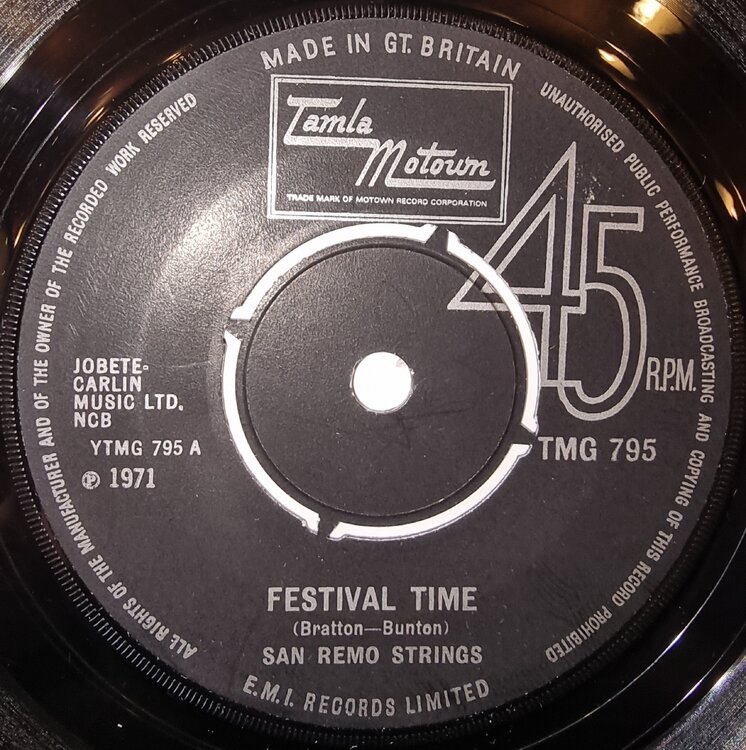 MADE IN GT. BRITAIN
Tamla
Motown
TRADE MARK OF MOTOWN RECORD CORPORATION
UNAUTHORISED PUBLIC PERFORMANCE BROADCASTING AND COPYING OF THIS RECORD PROHIBITED
ALL RIGHTS OF THE MANUFACTURER AND OF THE OWNER OF THE RECORDED WORK RESERVED
45
R.P.M.
JOBETE-
CARLIN
MUSIC LTD.
NCB
YTMG 795 A
℗ 1971
TMG 795
FESTIVAL TIME
(Bratton—Bunton)
SAN REMO STRINGS
E.M.I. RECORDS LIMITED